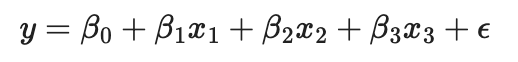 y = β₀ + β₁x₁ + β₂x₂ + β₃x₃ + ϵ